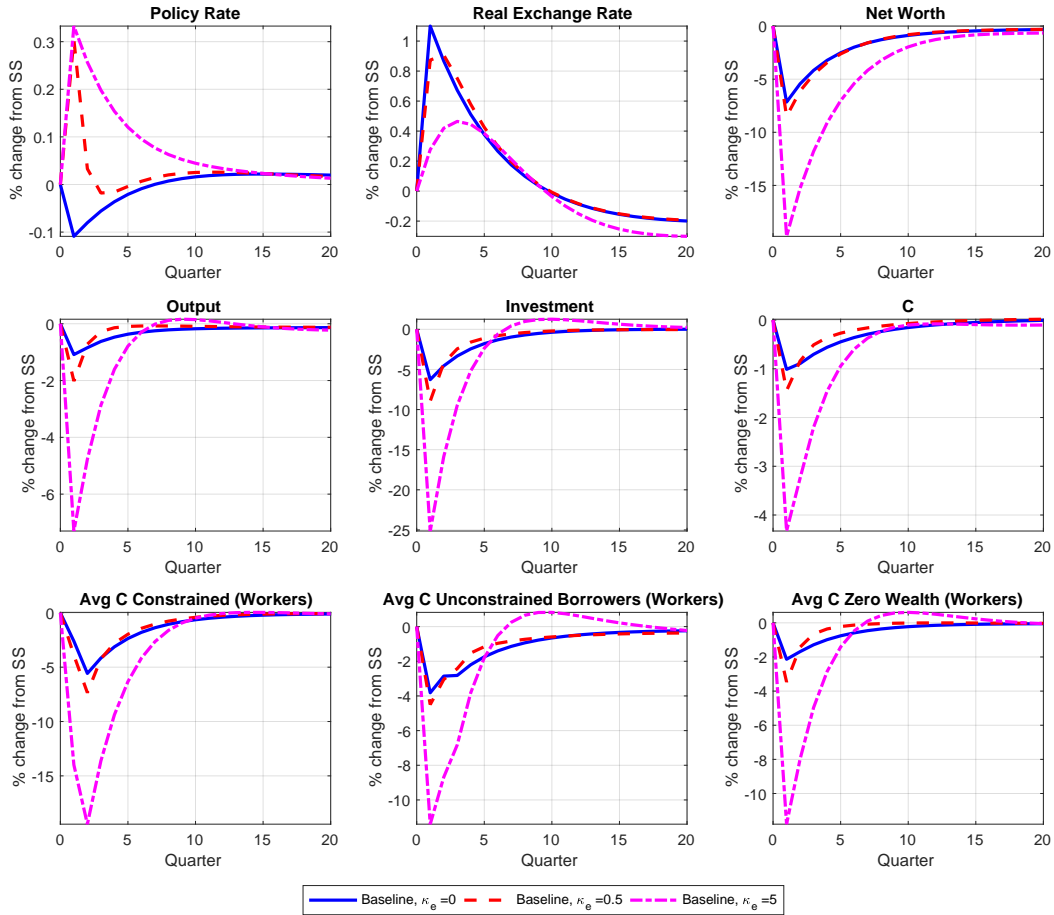 Policy Rate
% change from SS
0.3
0.2
0.1
0
-0.1
0 5 10 15 20
Quarter
Real Exchange Rate
% change from SS
1
0.8
0.6
0.4
0.2
0
-0.2
0 5 10 15 20
Quarter
Net Worth
% change from SS
0
-5
-10
-15
0 5 10 15 20
Quarter
Output
% change from SS
0
-2
-4
-6
0 5 10 15 20
Quarter
Investment
% change from SS
0
-5
-10
-15
-20
-25
0 5 10 15 20
Quarter
C
% change from SS
0
-1
-2
-3
-4
0 5 10 15 20
Quarter
Avg C Constrained (Workers)
% change from SS
0
-5
-10
-15
0 5 10 15 20
Quarter
Avg C Unconstrained Borrowers (Workers)
% change from SS
0
-2
-4
-6
-8
-10
0 5 10 15 20
Quarter
Avg C Zero Wealth (Workers)
% change from SS
0
-2
-4
-6
-8
-10
0 5 10 15 20
Quarter
Baseline, κ_e =0 Baseline, κ_e =0.5 Baseline, κ_e =5